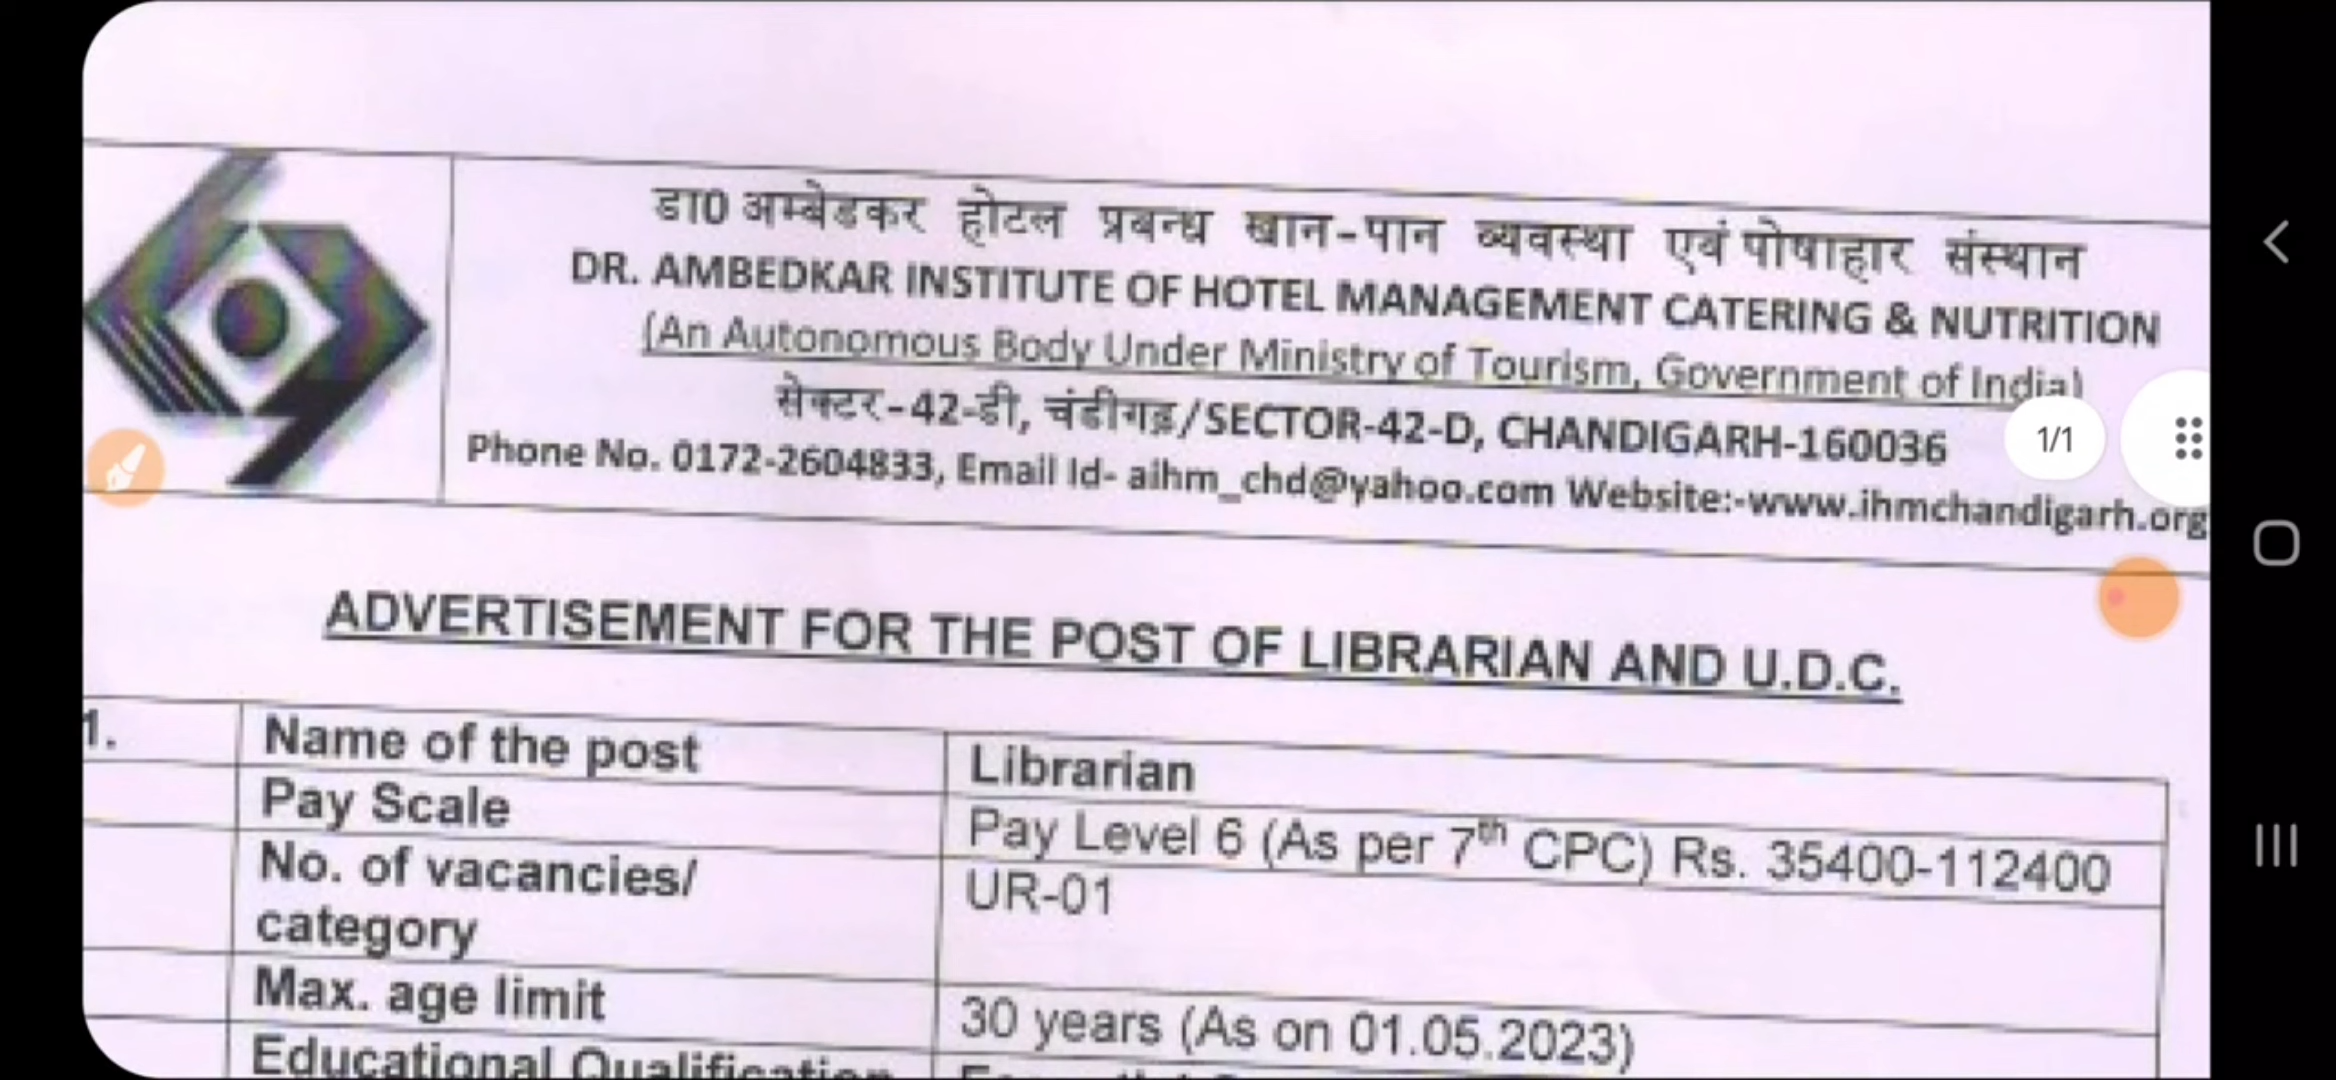 डा0 अम्बेडकर होटल प्रबन्ध खान-पान व्यवस्था एवं पोषाहार संस्थान
DR. AMBEDKAR INSTITUTE OF HOTEL MANAGEMENT CATERING & NUTRITION
(An Autonomous Body Under Ministry of Tourism, Government of India)
सेक्टर-42-डी, चंडीगढ़/SECTOR-42-D, CHANDIGARH-160036
1/1
Phone No. 0172-2604833, Email Id- aihm_chd@yahoo.com Website:-www.ihmchandigarh.org
ADVERTISEMENT FOR THE POST OF LIBRARIAN AND U.D.C.
1. Name of the post Librarian
Pay Scale Pay Level 6 (As per 7th CPC) Rs. 35400-112400
No. of vacancies/ UR-01
category
Max. age limit 30 years (As on 01.05.2023)
Educational Qualification